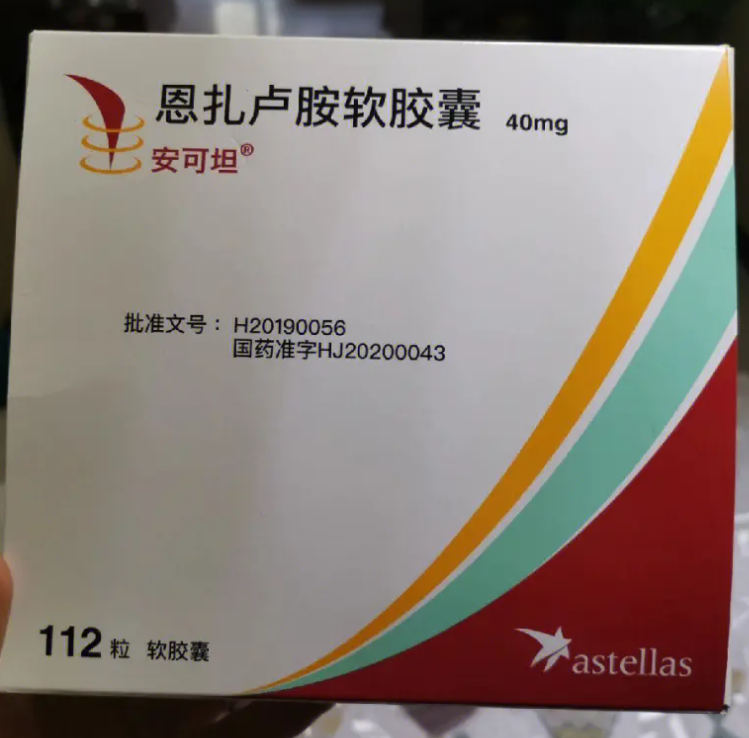 恩扎卢胺软胶囊 40mg
安可坦®
批准文号：H20190056
国药准字HJ20200043
112粒 软胶囊
astellas